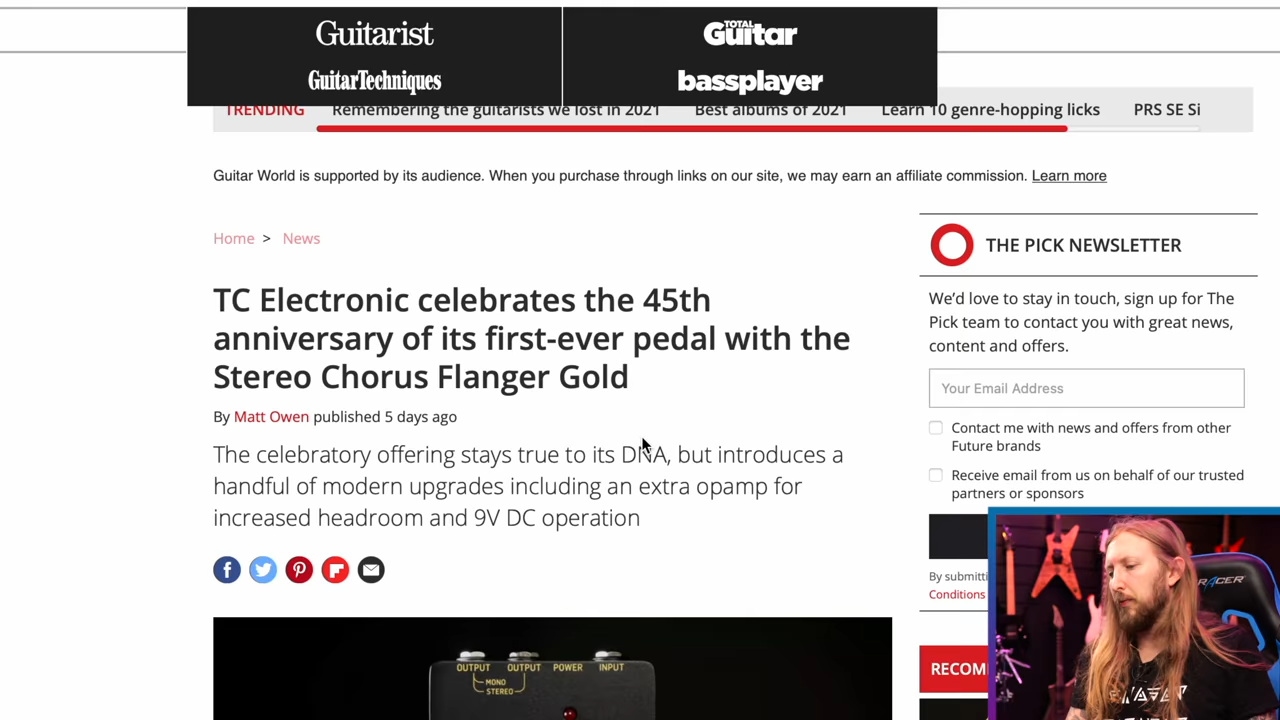 Guitarist
TOTAL
Guitar
GuitarTechniques
bassplayer
TRENDING Remembering the guitarists we lost in 2021 Best albums of 2021 Learn 10 genre-hopping licks PRS SE Si
Guitar World is supported by its audience. When you purchase through links on our site, we may earn an affiliate commission. Learn more
Home > News
TC Electronic celebrates the 45th
anniversary of its first-ever pedal with the
Stereo Chorus Flanger Gold
By Matt Owen published 5 days ago
The celebratory offering stays true to its DNA, but introduces a
handful of modern upgrades including an extra opamp for
increased headroom and 9V DC operation
OUTPUT OUTPUT POWER INPUT
MONO
STEREO
THE PICK NEWSLETTER
We'd love to stay in touch, sign up for The
Pick team to contact you with great news,
content and offers.
Your Email Address
Contact me with news and offers from other
Future brands
Receive email from us on behalf of our trusted
partners or sponsors
By submitti
Conditions
RECOM